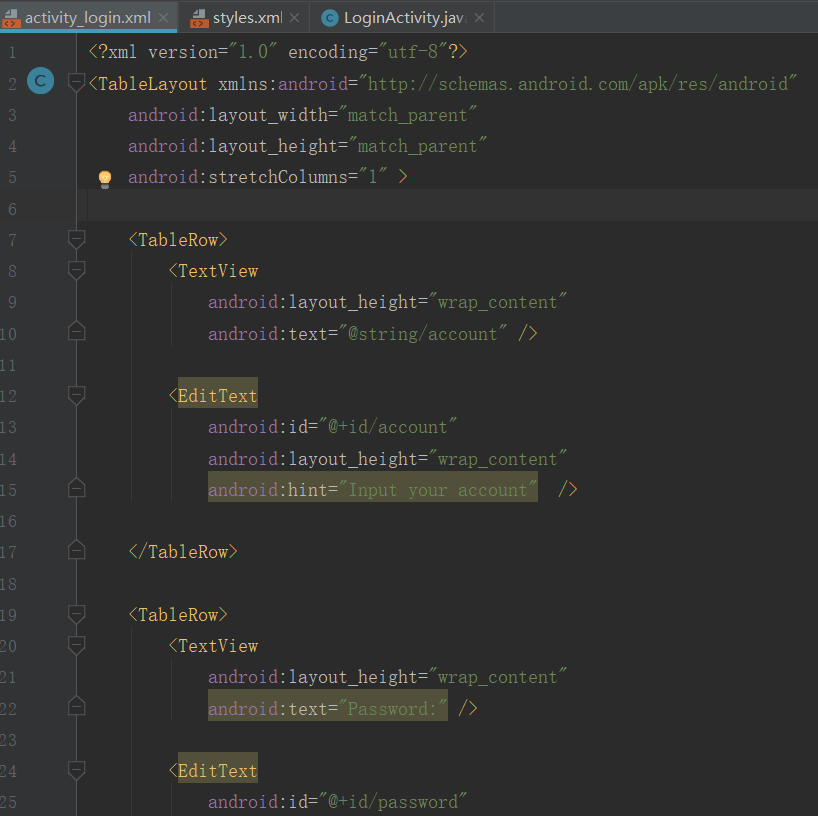 activity_login.xml styles.xml LoginActivity.jav
1 <?xml version="1.0" encoding="utf-8"?>
2 C <TableLayout xmlns:android="http://schemas.android.com/apk/res/android"
3 android:layout_width="match_parent"
4 android:layout_height="match_parent"
5 android:stretchColumns="1" >
6
7 <TableRow>
8 <TextView
9 android:layout_height="wrap_content"
10 android:text="@string/account" />
11
12 <EditText
13 android:id="@+id/account"
14 android:layout_height="wrap_content"
15 android:hint="Input your account" />
16
17 </TableRow>
18
19 <TableRow>
20 <TextView
21 android:layout_height="wrap_content"
22 android:text="Password:" />
23
24 <EditText
25 android:id="@+id/password"